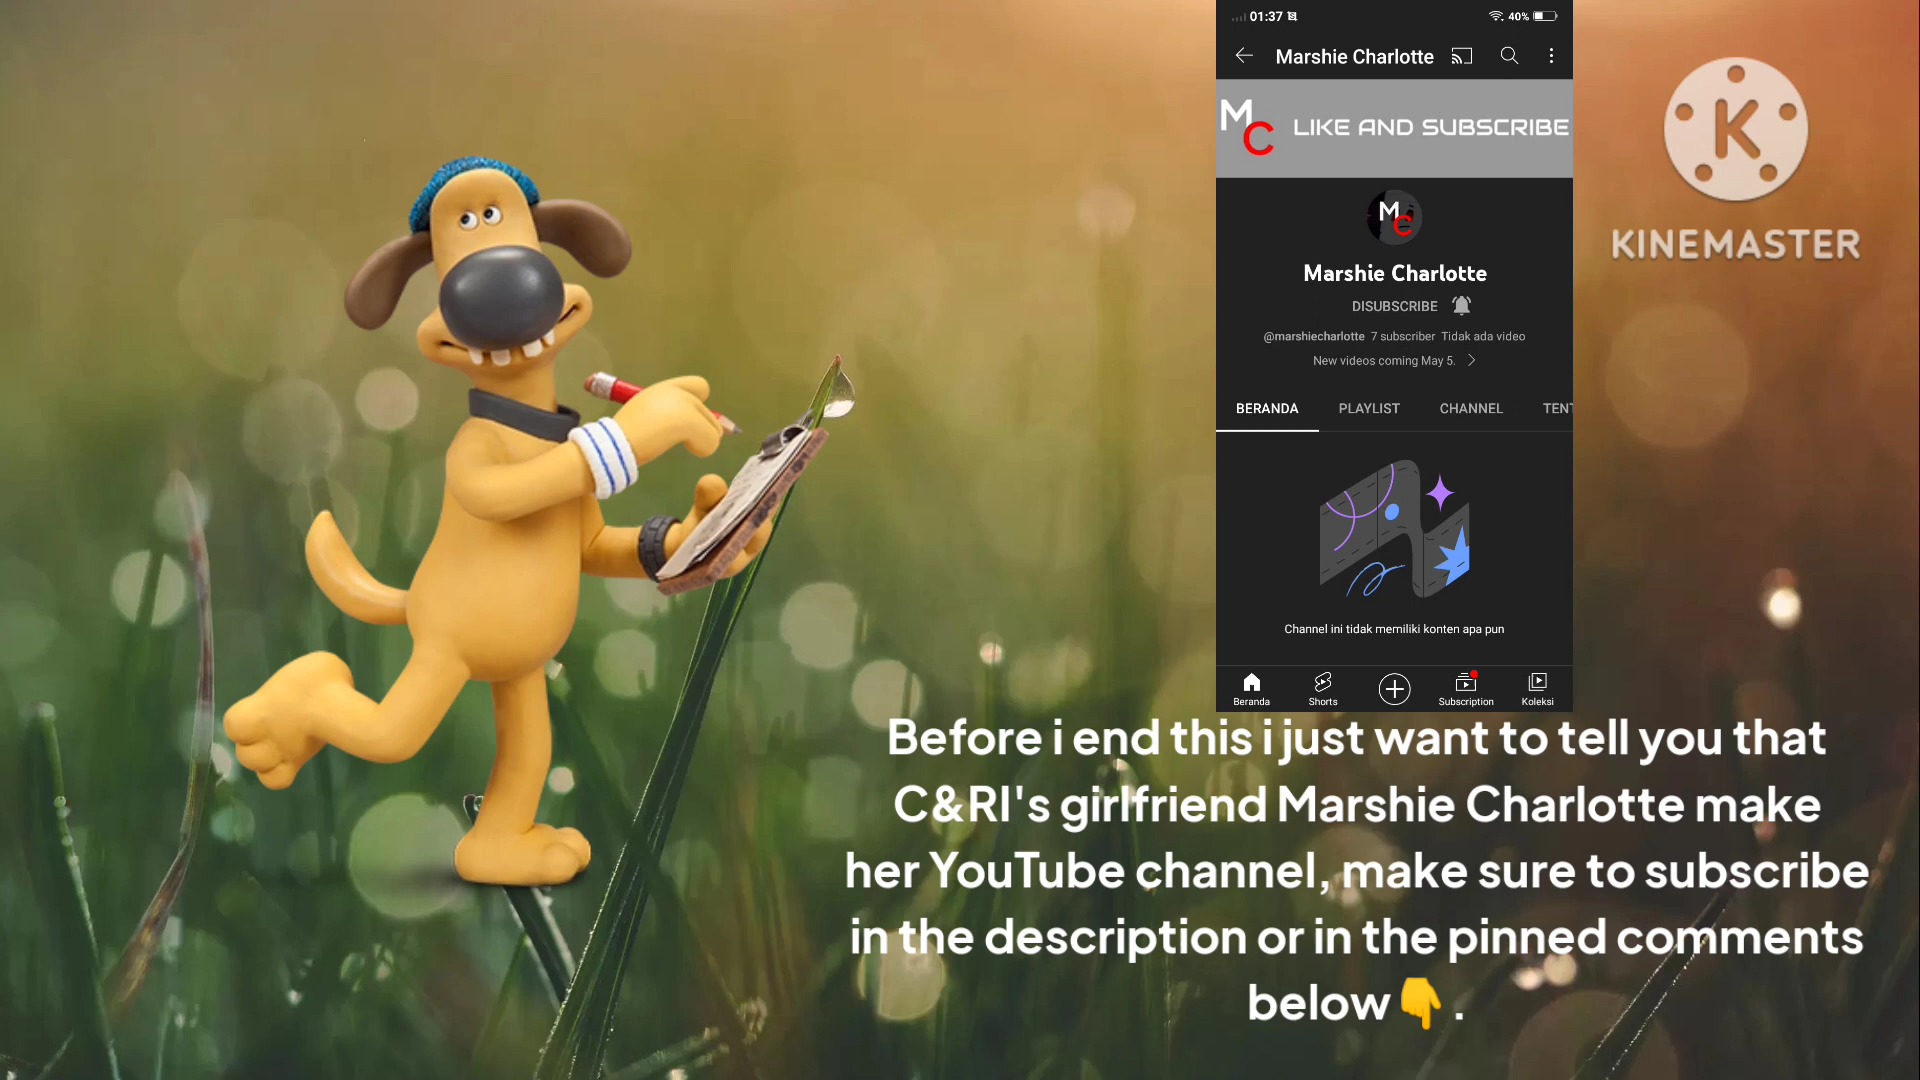 01:37
40%
Marshie Charlotte
M
C
LIKE AND SUBSCRIBE
M
C
Marshie Charlotte
DISUBSCRIBE
@marshiecharlotte 7 subscriber Tidak ada video
New videos coming May 5.
BERANDA PLAYLIST CHANNEL TENT
Channel ini tidak memiliki konten apa pun
Beranda Shorts Subscription Koleksi
K
KINEMASTER
Before i end this i just want to tell you that
C&RI's girlfriend Marshie Charlotte make
her YouTube channel, make sure to subscribe
in the description or in the pinned comments
below👇 .